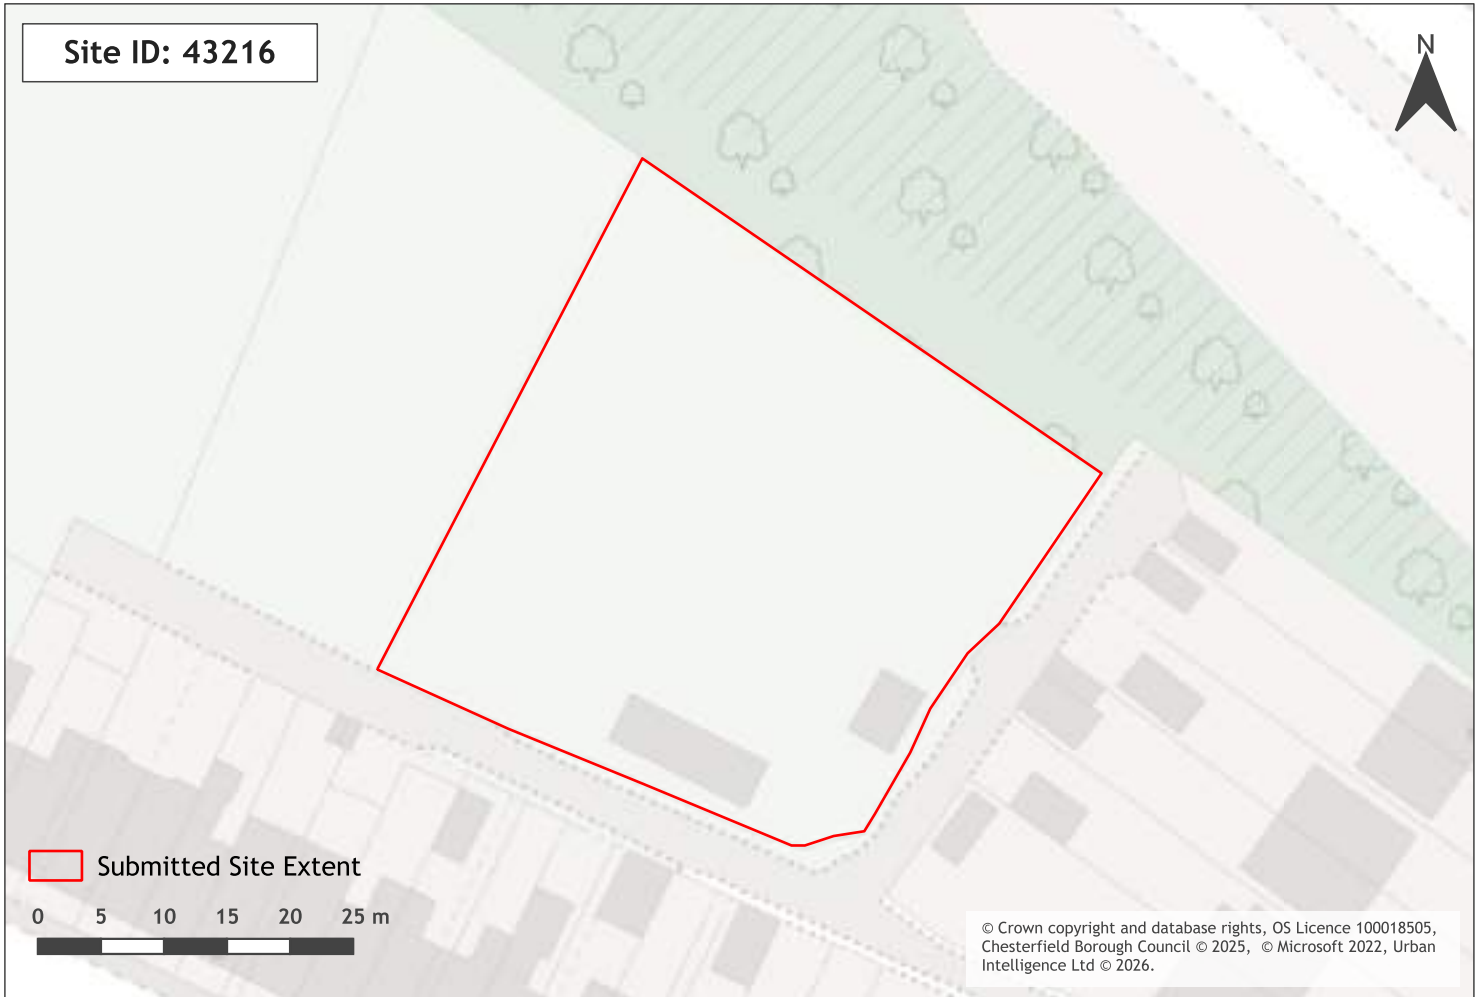 Site ID: 43216
N
Submitted Site Extent
0 5 10 15 20 25 m
© Crown copyright and database rights, OS Licence 100018505,
Chesterfield Borough Council © 2025, © Microsoft 2022, Urban
Intelligence Ltd © 2026.